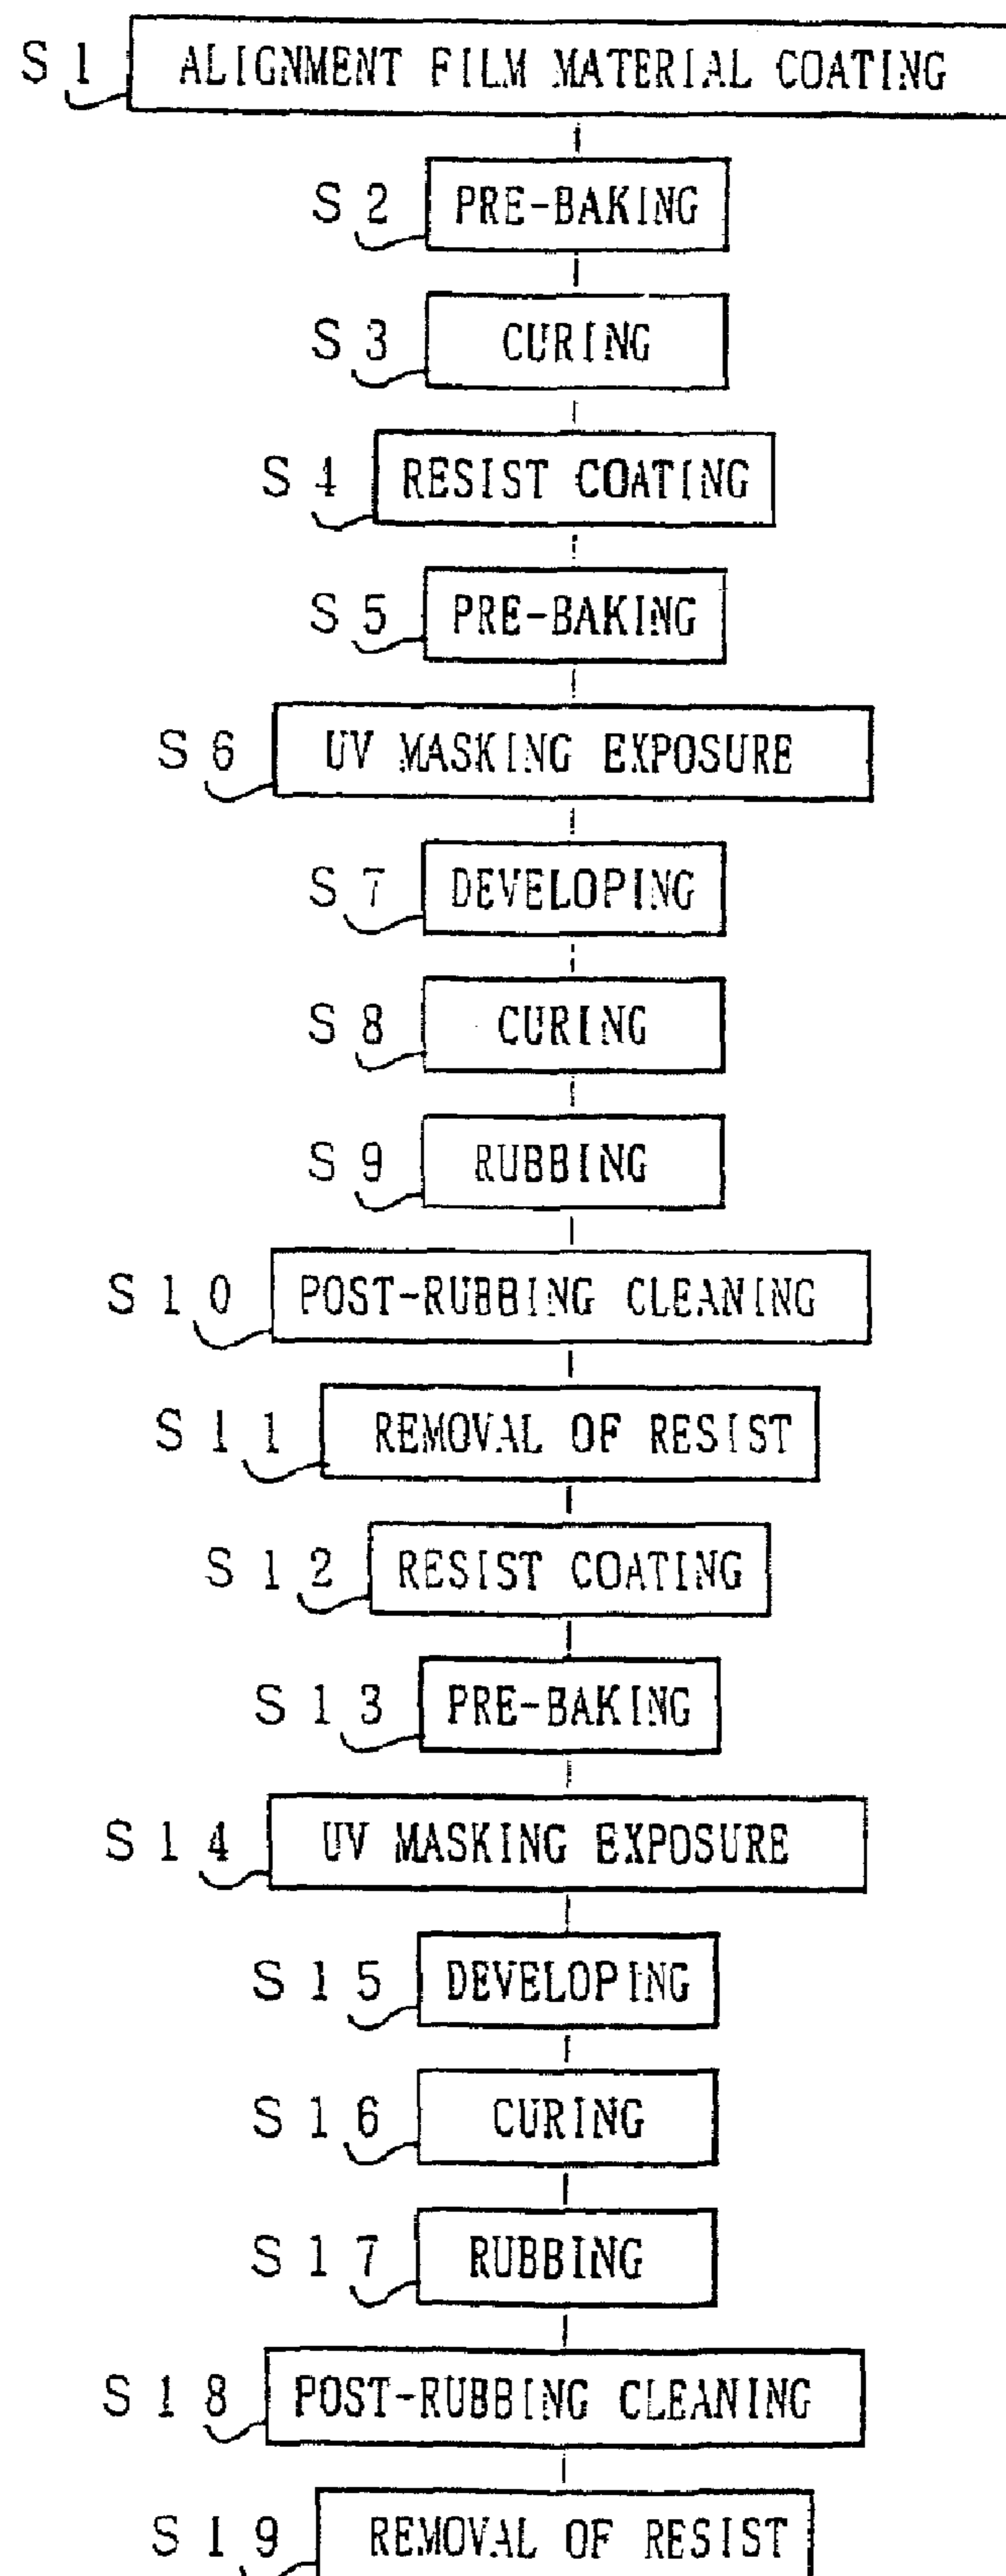 S1 ALIGNMENT FILM MATERIAL COATING
S2 PRE-BAKING
S3 CURING
S4 RESIST COATING
S5 PRE-BAKING
S6 UV MASKING EXPOSURE
S7 DEVELOPING
S8 CURING
S9 RUBBING
S10 POST-RUBBING CLEANING
S11 REMOVAL OF RESIST
S12 RESIST COATING
S13 PRE-BAKING
S14 UV MASKING EXPOSURE
S15 DEVELOPING
S16 CURING
S17 RUBBING
S18 POST-RUBBING CLEANING
S19 REMOVAL OF RESIST